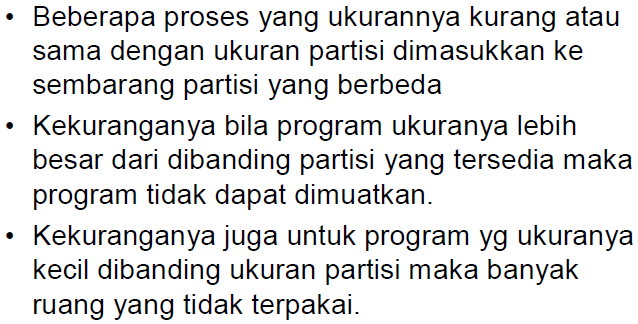 • Beberapa proses yang ukurannya kurang atau
sama dengan ukuran partisi dimasukkan ke
sembarang partisi yang berbeda
• Kekuranganya bila program ukuranya lebih
besar dari dibanding partisi yang tersedia maka
program tidak dapat dimuatkan.
• Kekuranganya juga untuk program yg ukuranya
kecil dibanding ukuran partisi maka banyak
ruang yang tidak terpakai.